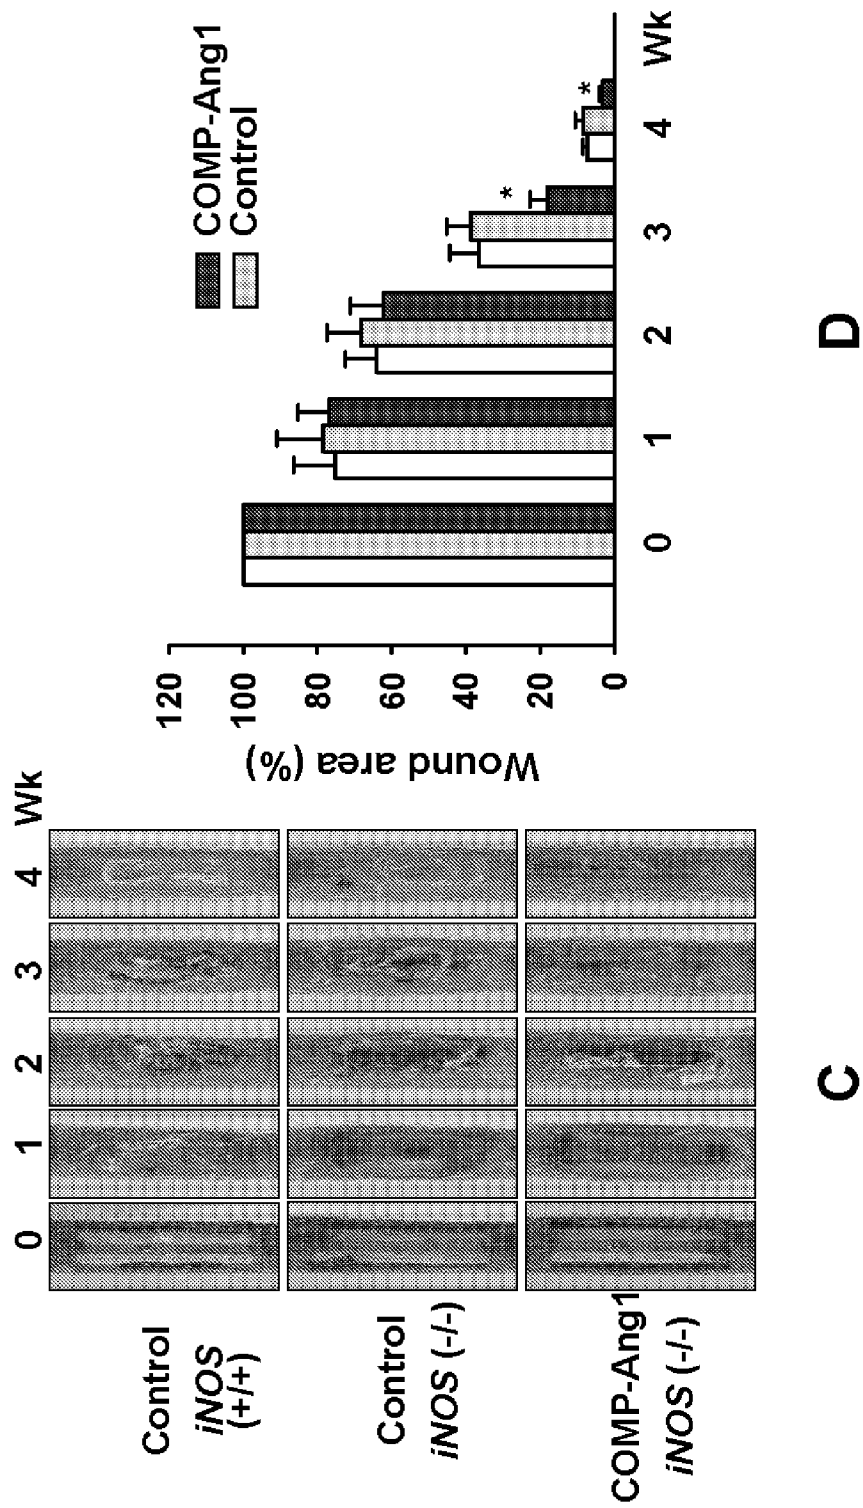 0 1 2 3 4 Wk
Control
iNOS
(+/+)
Control
iNOS (-/-)
COMP-Ang1
iNOS (-/-)
C
COMP-Ang1
Control
Wound area (%)
120
100
80
60
40
20
0
*
*
0 1 2 3 4 Wk
D